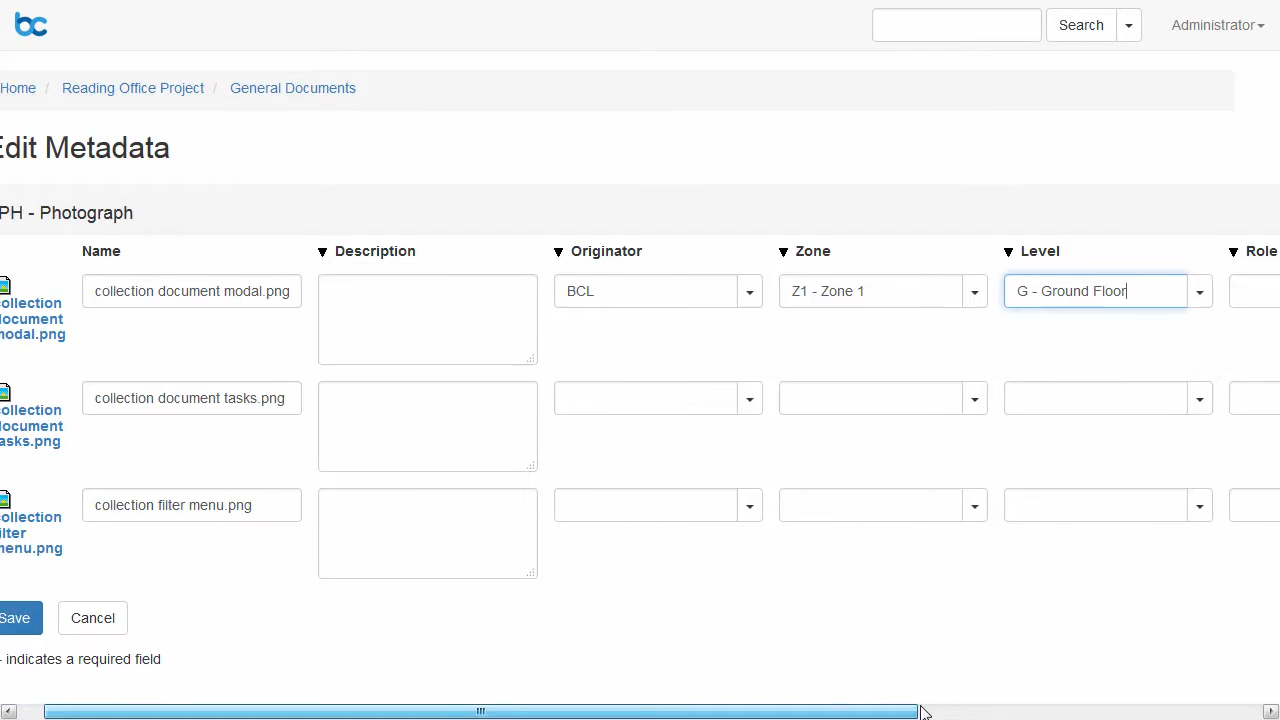 bc
Search
Administrator
Home / Reading Office Project / General Documents
Edit Metadata
PH - Photograph
Name Description Originator Zone Level Role
collection document modal.png BCL Z1 - Zone 1 G - Ground Floor
collection
document
modal.png
collection document tasks.png
collection
document
tasks.png
collection filter menu.png
collection
filter
menu.png
Save Cancel
- indicates a required field